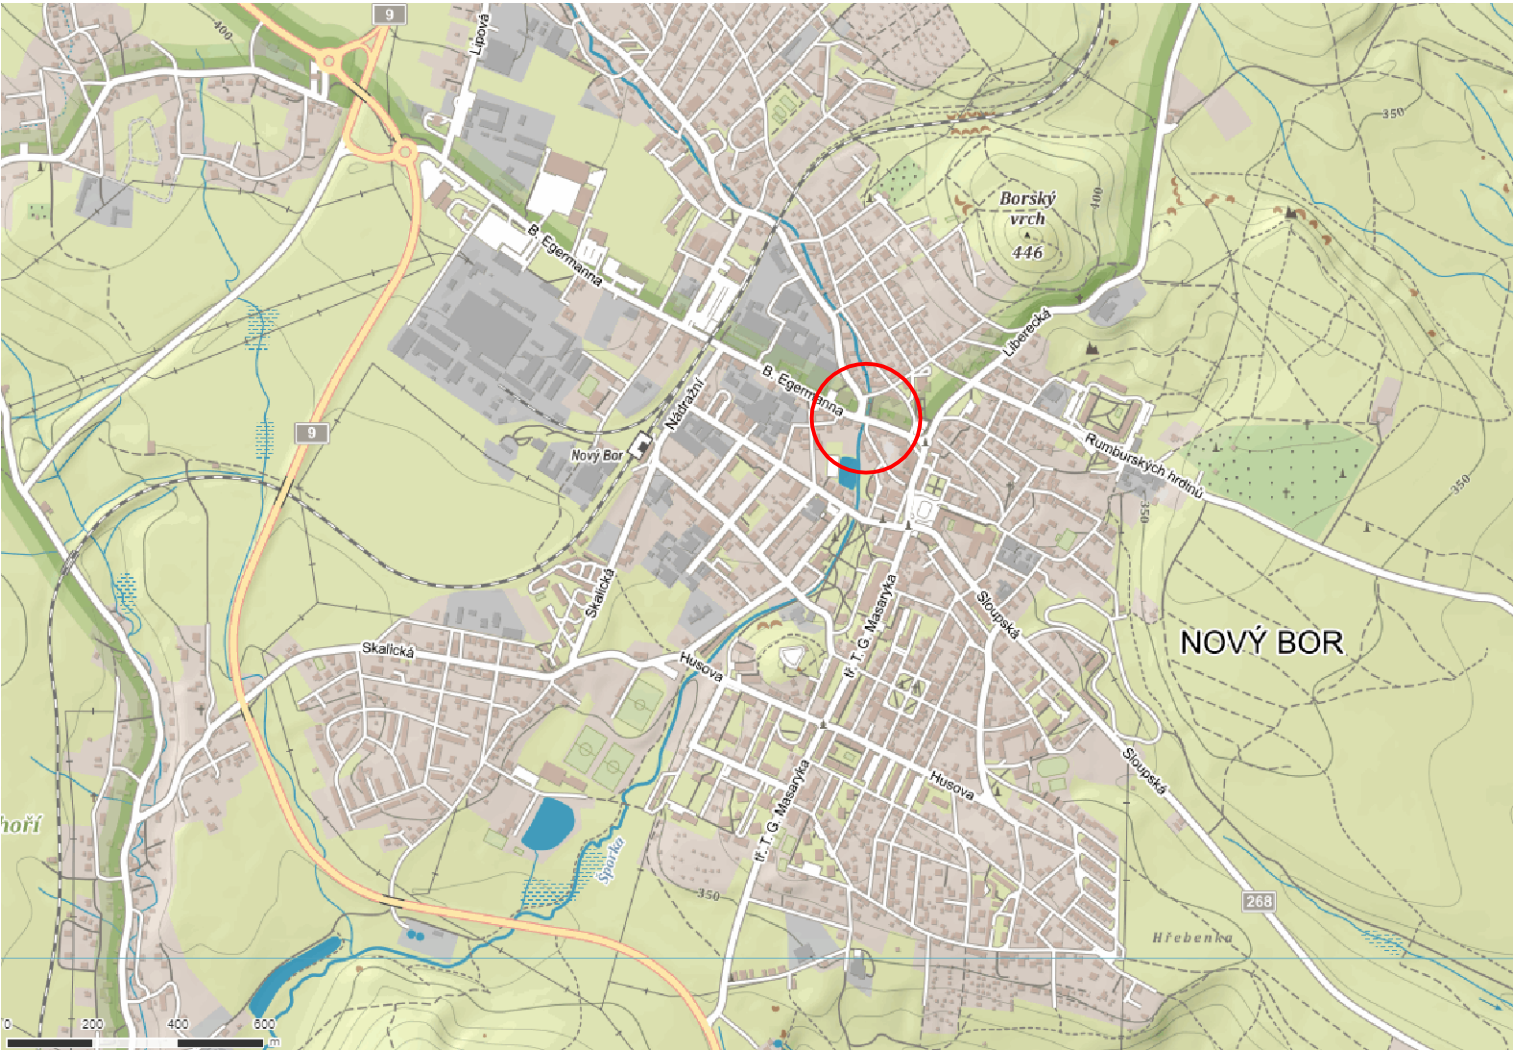 9
Lipová
400
350
Borský
vrch
446
400
B. Egermanna
Liberecká
B. Egermanna
Nádražní
9
Nový Bor
Rumburských hrdinů
350
350
Skalická
tř. T. G. Masaryka
Sloupská
NOVÝ BOR
Skalická
Husova
Sloupská
Husova
tř. T. G. Masaryka
hoří
Šporka
350
268
Hřebenka
0 200 400 600
m